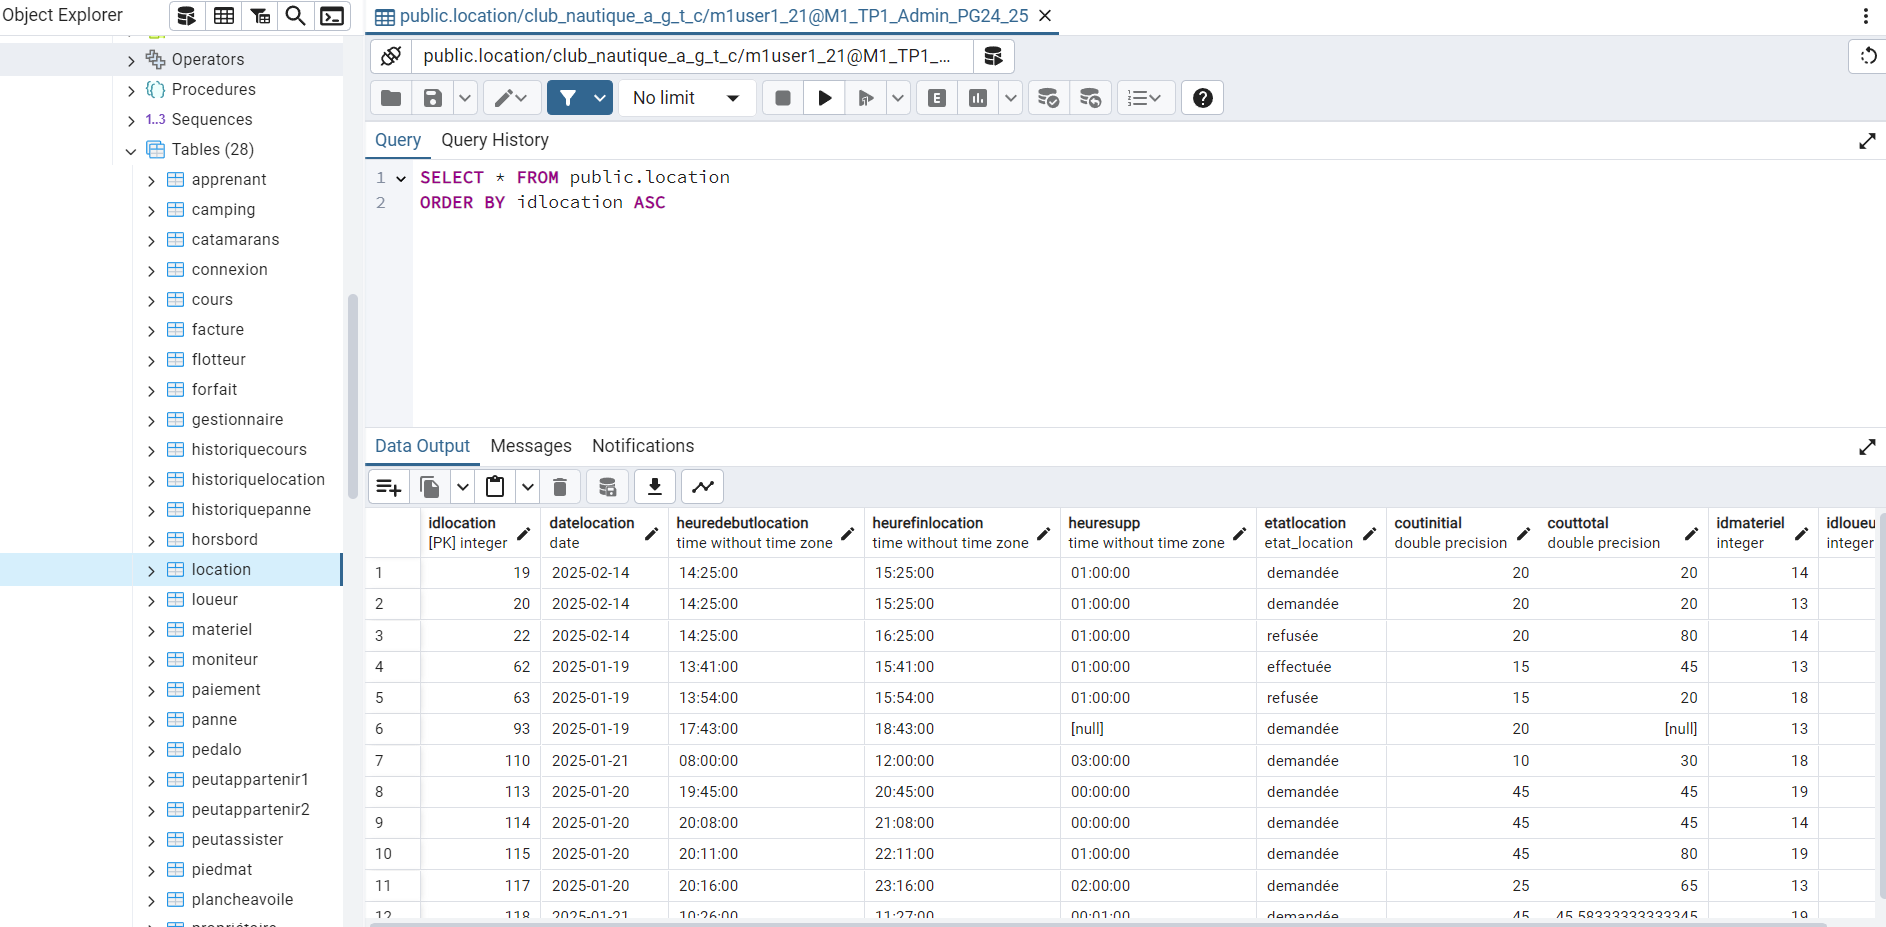 Object Explorer
Operators
Procedures
1..3 Sequences
Tables (28)
apprenant
camping
catamarans
connexion
cours
facture
flotteur
forfait
gestionnaire
historiquecours
historiquelocation
historiquepanne
horsbord
location
loueur
materiel
moniteur
paiement
panne
pedalo
peutappartenir1
peutappartenir2
peutassister
piedmat
plancheavoile
propriétaire
public.location/club_nautique_a_g_t_c/m1user1_21@M1_TP1_Admin_PG24_25
public.location/club_nautique_a_g_t_c/m1user1_21@M1_TP1_...
No limit
E
Query Query History
1 SELECT * FROM public.location
2 ORDER BY idlocation ASC
Data Output Messages Notifications
idlocation datelocation heuredebutlocation heurefinlocation heuresupp etatlocation coutinitial couttotal idmateriel idloueu
[PK] integer date time without time zone time without time zone time without time zone etat_location double precision double precision integer integer
1 19 2025-02-14 14:25:00 15:25:00 01:00:00 demandée 20 20 14
2 20 2025-02-14 14:25:00 15:25:00 01:00:00 demandée 20 20 13
3 22 2025-02-14 14:25:00 16:25:00 01:00:00 refusée 20 80 14
4 62 2025-01-19 13:41:00 15:41:00 01:00:00 effectuée 15 45 13
5 63 2025-01-19 13:54:00 15:54:00 01:00:00 refusée 15 20 18
6 93 2025-01-19 17:43:00 18:43:00 [null] demandée 20 [null] 13
7 110 2025-01-21 08:00:00 12:00:00 03:00:00 demandée 10 30 18
8 113 2025-01-20 19:45:00 20:45:00 00:00:00 demandée 45 45 19
9 114 2025-01-20 20:08:00 21:08:00 00:00:00 demandée 45 45 14
10 115 2025-01-20 20:11:00 22:11:00 01:00:00 demandée 45 80 19
11 117 2025-01-20 20:16:00 23:16:00 02:00:00 demandée 25 65 13
12 118 2025-01-21 10:26:00 11:27:00 00:01:00 demandée 45 45.58333333333345 19